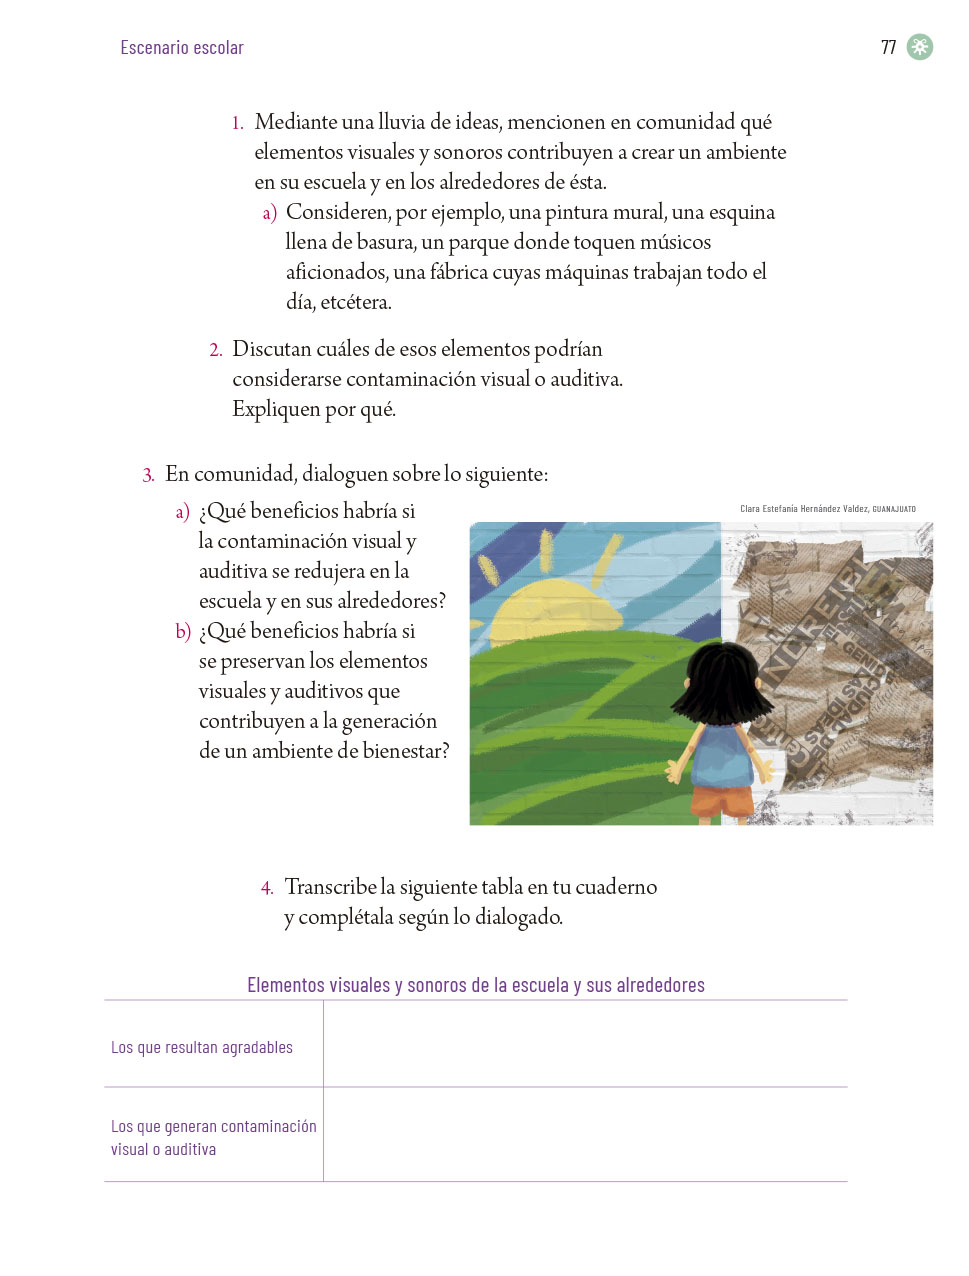 Escenario escolar
77
1. Mediante una lluvia de ideas, mencionen en comunidad qué
elementos visuales y sonoros contribuyen a crear un ambiente
en su escuela y en los alrededores de ésta.
a) Consideren, por ejemplo, una pintura mural, una esquina
llena de basura, un parque donde toquen músicos
aficionados, una fábrica cuyas máquinas trabajan todo el
día, etcétera.
2. Discutan cuáles de esos elementos podrían
considerarse contaminación visual o auditiva.
Expliquen por qué.
3. En comunidad, dialoguen sobre lo siguiente:
a) ¿Qué beneficios habría si
la contaminación visual y
auditiva se redujera en la
escuela y en sus alrededores?
b) ¿Qué beneficios habría si
se preservan los elementos
visuales y auditivos que
contribuyen a la generación
de un ambiente de bienestar?
Clara Estefanía Hernández Valdez, GUANAJUATO
4. Transcribe la siguiente tabla en tu cuaderno
y complétala según lo dialogado.
Elementos visuales y sonoros de la escuela y sus alrededores
Los que resultan agradables
Los que generan contaminación
visual o auditiva